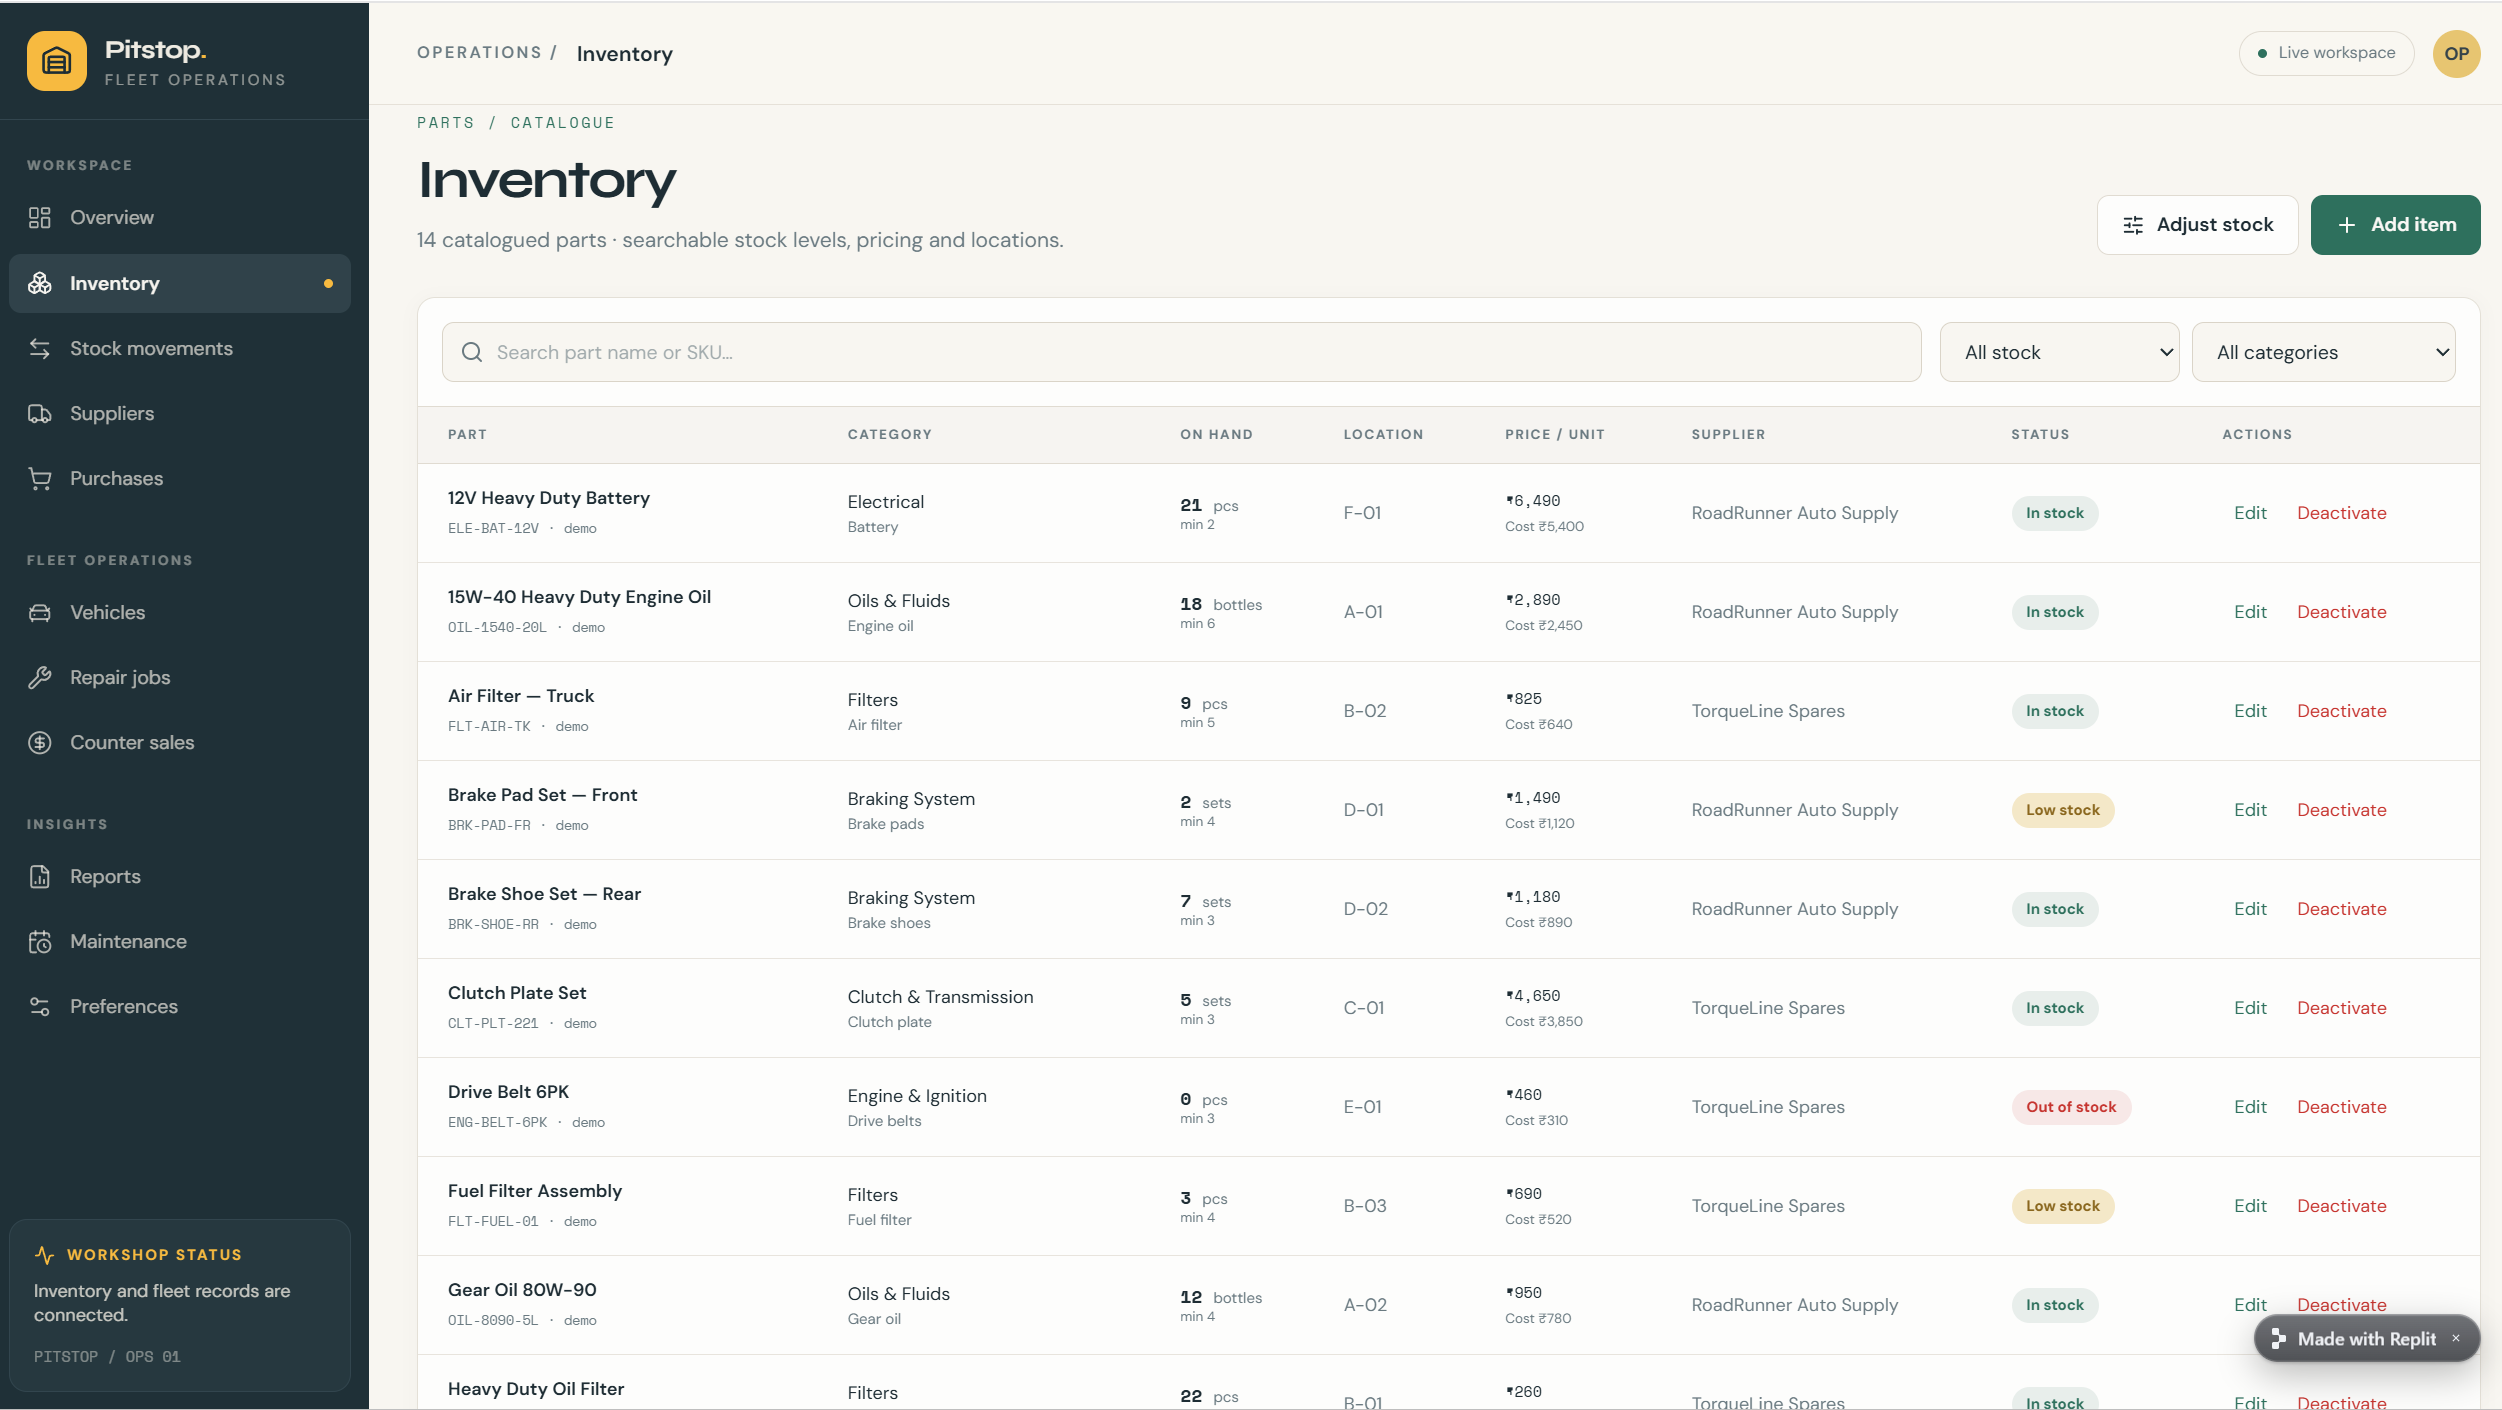 Pitstop.
FLEET OPERATIONS
WORKSPACE
Overview
Inventory
Stock movements
Suppliers
Purchases
FLEET OPERATIONS
Vehicles
Repair jobs
Counter sales
INSIGHTS
Reports
Maintenance
Preferences
WORKSHOP STATUS
Inventory and fleet records are
connected.
PITSTOP / OPS 01
OPERATIONS / Inventory
Live workspace
OP
PARTS / CATALOGUE
Inventory
14 catalogued parts · searchable stock levels, pricing and locations.
Adjust stock
+ Add item
Search part name or SKU...
All stock
All categories
PART CATEGORY ON HAND LOCATION PRICE / UNIT SUPPLIER STATUS ACTIONS
12V Heavy Duty Battery Electrical 21 pcs F-01 ₹6,490 RoadRunner Auto Supply In stock Edit Deactivate
ELE-BAT-12V · demo Battery min 2 Cost ₹5,400
15W-40 Heavy Duty Engine Oil Oils & Fluids 18 bottles A-01 ₹2,890 RoadRunner Auto Supply In stock Edit Deactivate
OIL-1540-20L · demo Engine oil min 6 Cost ₹2,450
Air Filter — Truck Filters 9 pcs B-02 ₹825 TorqueLine Spares In stock Edit Deactivate
FLT-AIR-TK · demo Air filter min 5 Cost ₹640
Brake Pad Set — Front Braking System 2 sets D-01 ₹1,490 RoadRunner Auto Supply Low stock Edit Deactivate
BRK-PAD-FR · demo Brake pads min 4 Cost ₹1,120
Brake Shoe Set — Rear Braking System 7 sets D-02 ₹1,180 RoadRunner Auto Supply In stock Edit Deactivate
BRK-SHOE-RR · demo Brake shoes min 3 Cost ₹890
Clutch Plate Set Clutch & Transmission 5 sets C-01 ₹4,650 TorqueLine Spares In stock Edit Deactivate
CLT-PLT-221 · demo Clutch plate min 3 Cost ₹3,850
Drive Belt 6PK Engine & Ignition 0 pcs E-01 ₹460 TorqueLine Spares Out of stock Edit Deactivate
ENG-BELT-6PK · demo Drive belts min 3 Cost ₹310
Fuel Filter Assembly Filters 3 pcs B-03 ₹690 TorqueLine Spares Low stock Edit Deactivate
FLT-FUEL-01 · demo Fuel filter min 4 Cost ₹520
Gear Oil 80W-90 Oils & Fluids 12 bottles A-02 ₹950 RoadRunner Auto Supply In stock Edit Deactivate
OIL-8090-5L · demo Gear oil min 4 Cost ₹780
Made with Replit ×
Heavy Duty Oil Filter Filters 22 pcs B-01 ₹260 TorqueLine Spares In stock Edit Deactivate